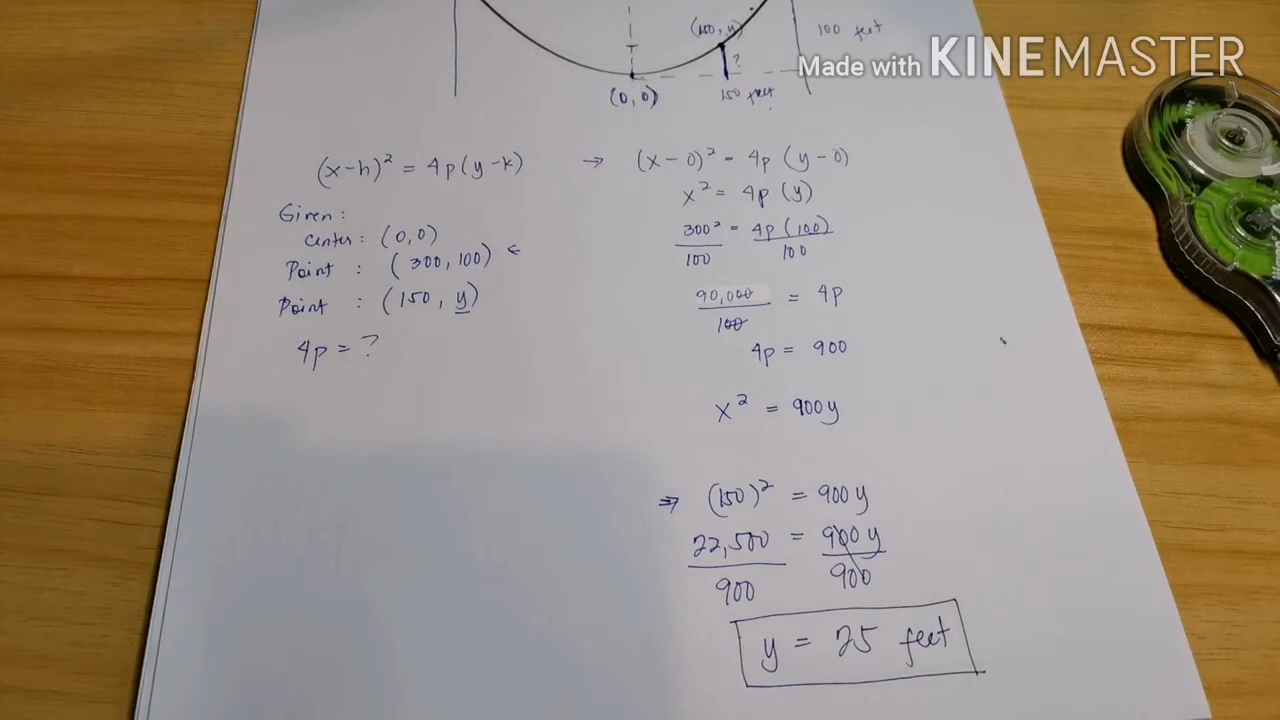 (150, y)
100 feet
Made with KINEMASTER
?
(0, 0)
150 feet
(x-h)² = 4p(y-k) → (x-0)² = 4p (y-0)
x² = 4p (y)
Given:
Center: (0,0)
Point : (300, 100) ←
Point : (150, y)
4p = ?
300² = 4p (100)
100 100
90,000 = 4p
100
4p = 900
x² = 900y
⇒ (150)² = 900y
22,500 = 900y
900 900
y = 25 feet